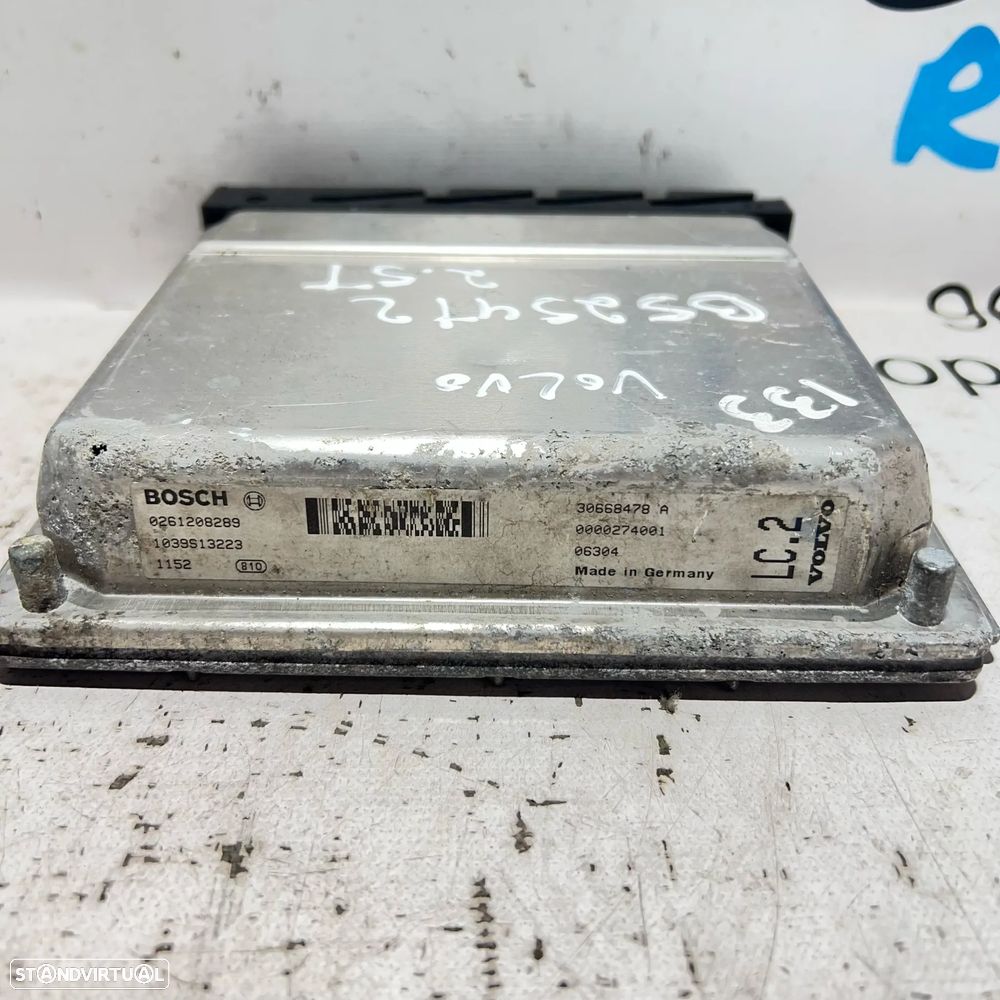 2.5T
B5254T2
VOLVO
133
BOSCH
0261208289
1039S13223
1152 810
30668478 A
0000274001
06304
Made in Germany
LC.2
VOLVO
R
op
STANDVIRTUAL